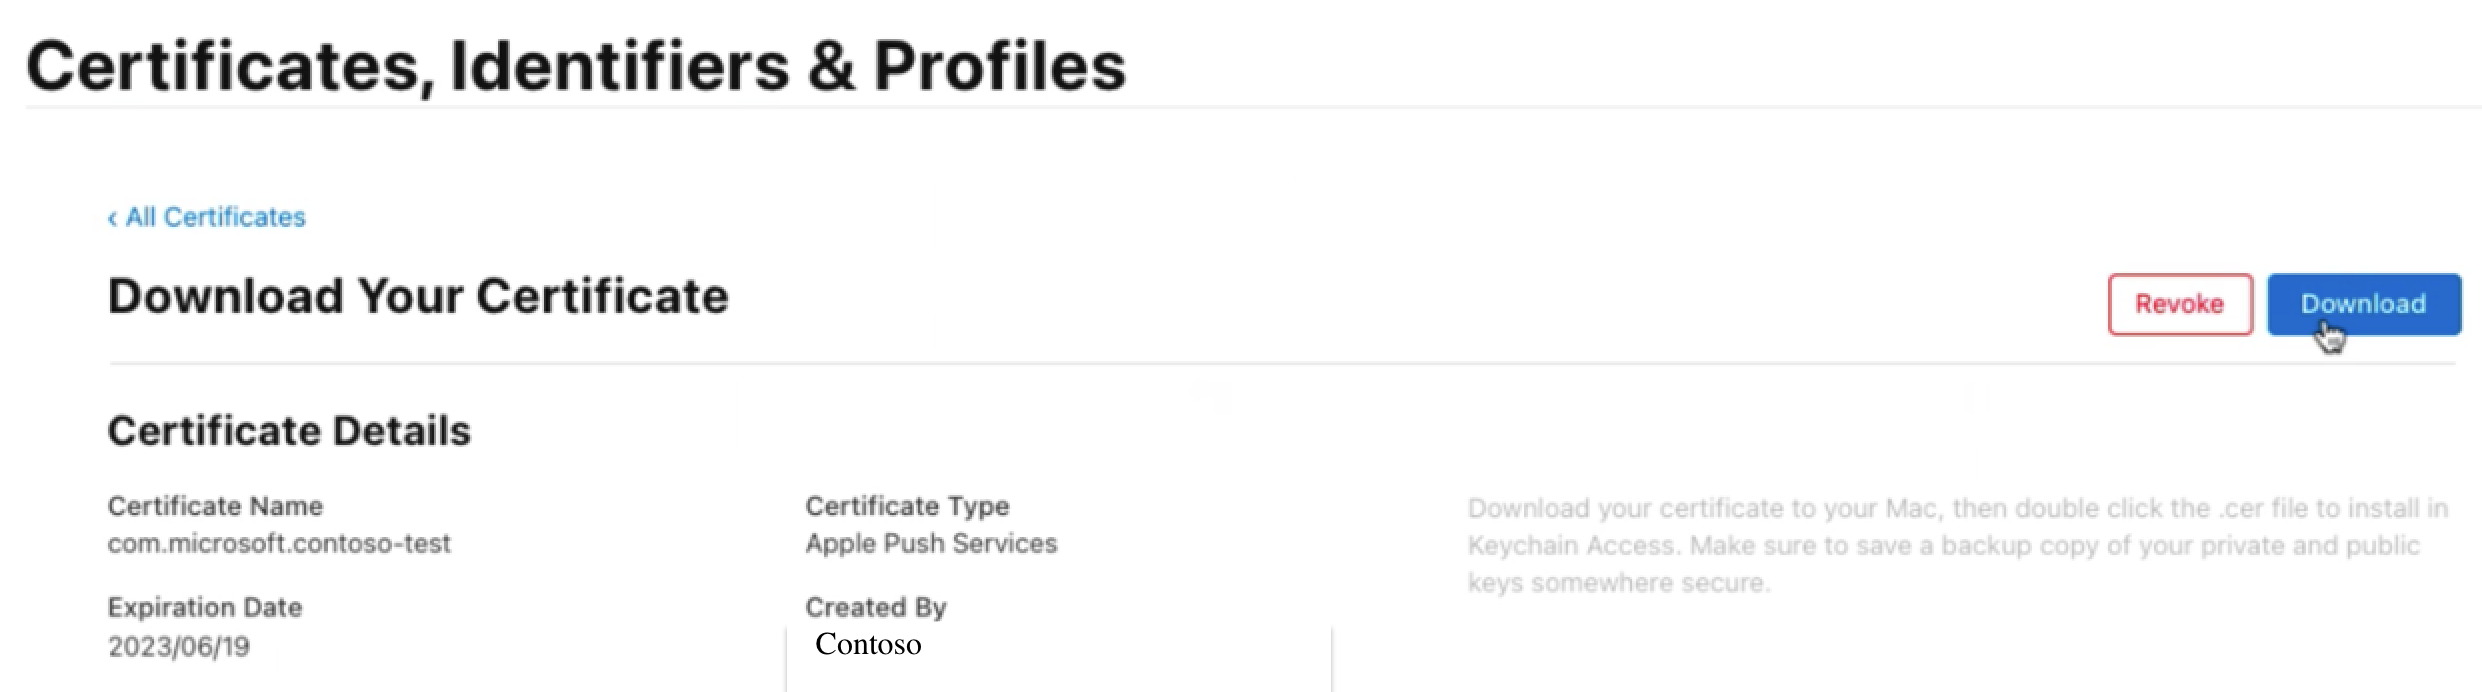 Certificates, Identifiers & Profiles
‹ All Certificates
Download Your Certificate
Revoke
Download
Certificate Details
Certificate Name
com.microsoft.contoso-test
Certificate Type
Apple Push Services
Download your certificate to your Mac, then double click the .cer file to install in
Keychain Access. Make sure to save a backup copy of your private and public
keys somewhere secure.
Expiration Date
2023/06/19
Created By
Contoso